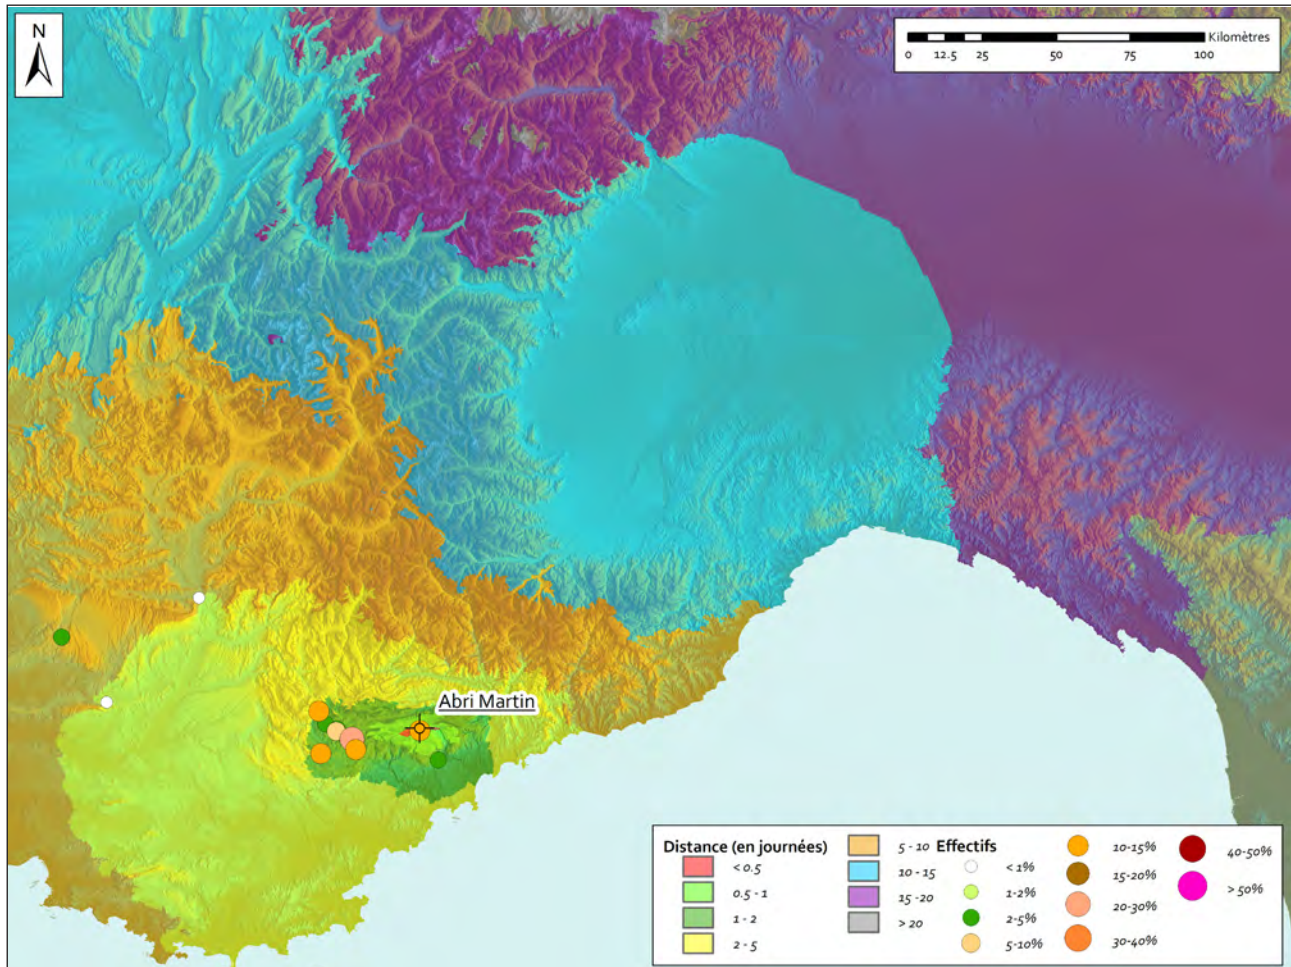 N
Kilomètres
0 12.5 25 50 75 100
Abri Martin
Distance (en journées)
< 0.5
0.5 - 1
1 - 2
2 - 5
5 - 10
10 - 15
15 - 20
> 20
Effectifs
< 1%
1-2%
2-5%
5-10%
10-15%
15-20%
20-30%
30-40%
40-50%
> 50%